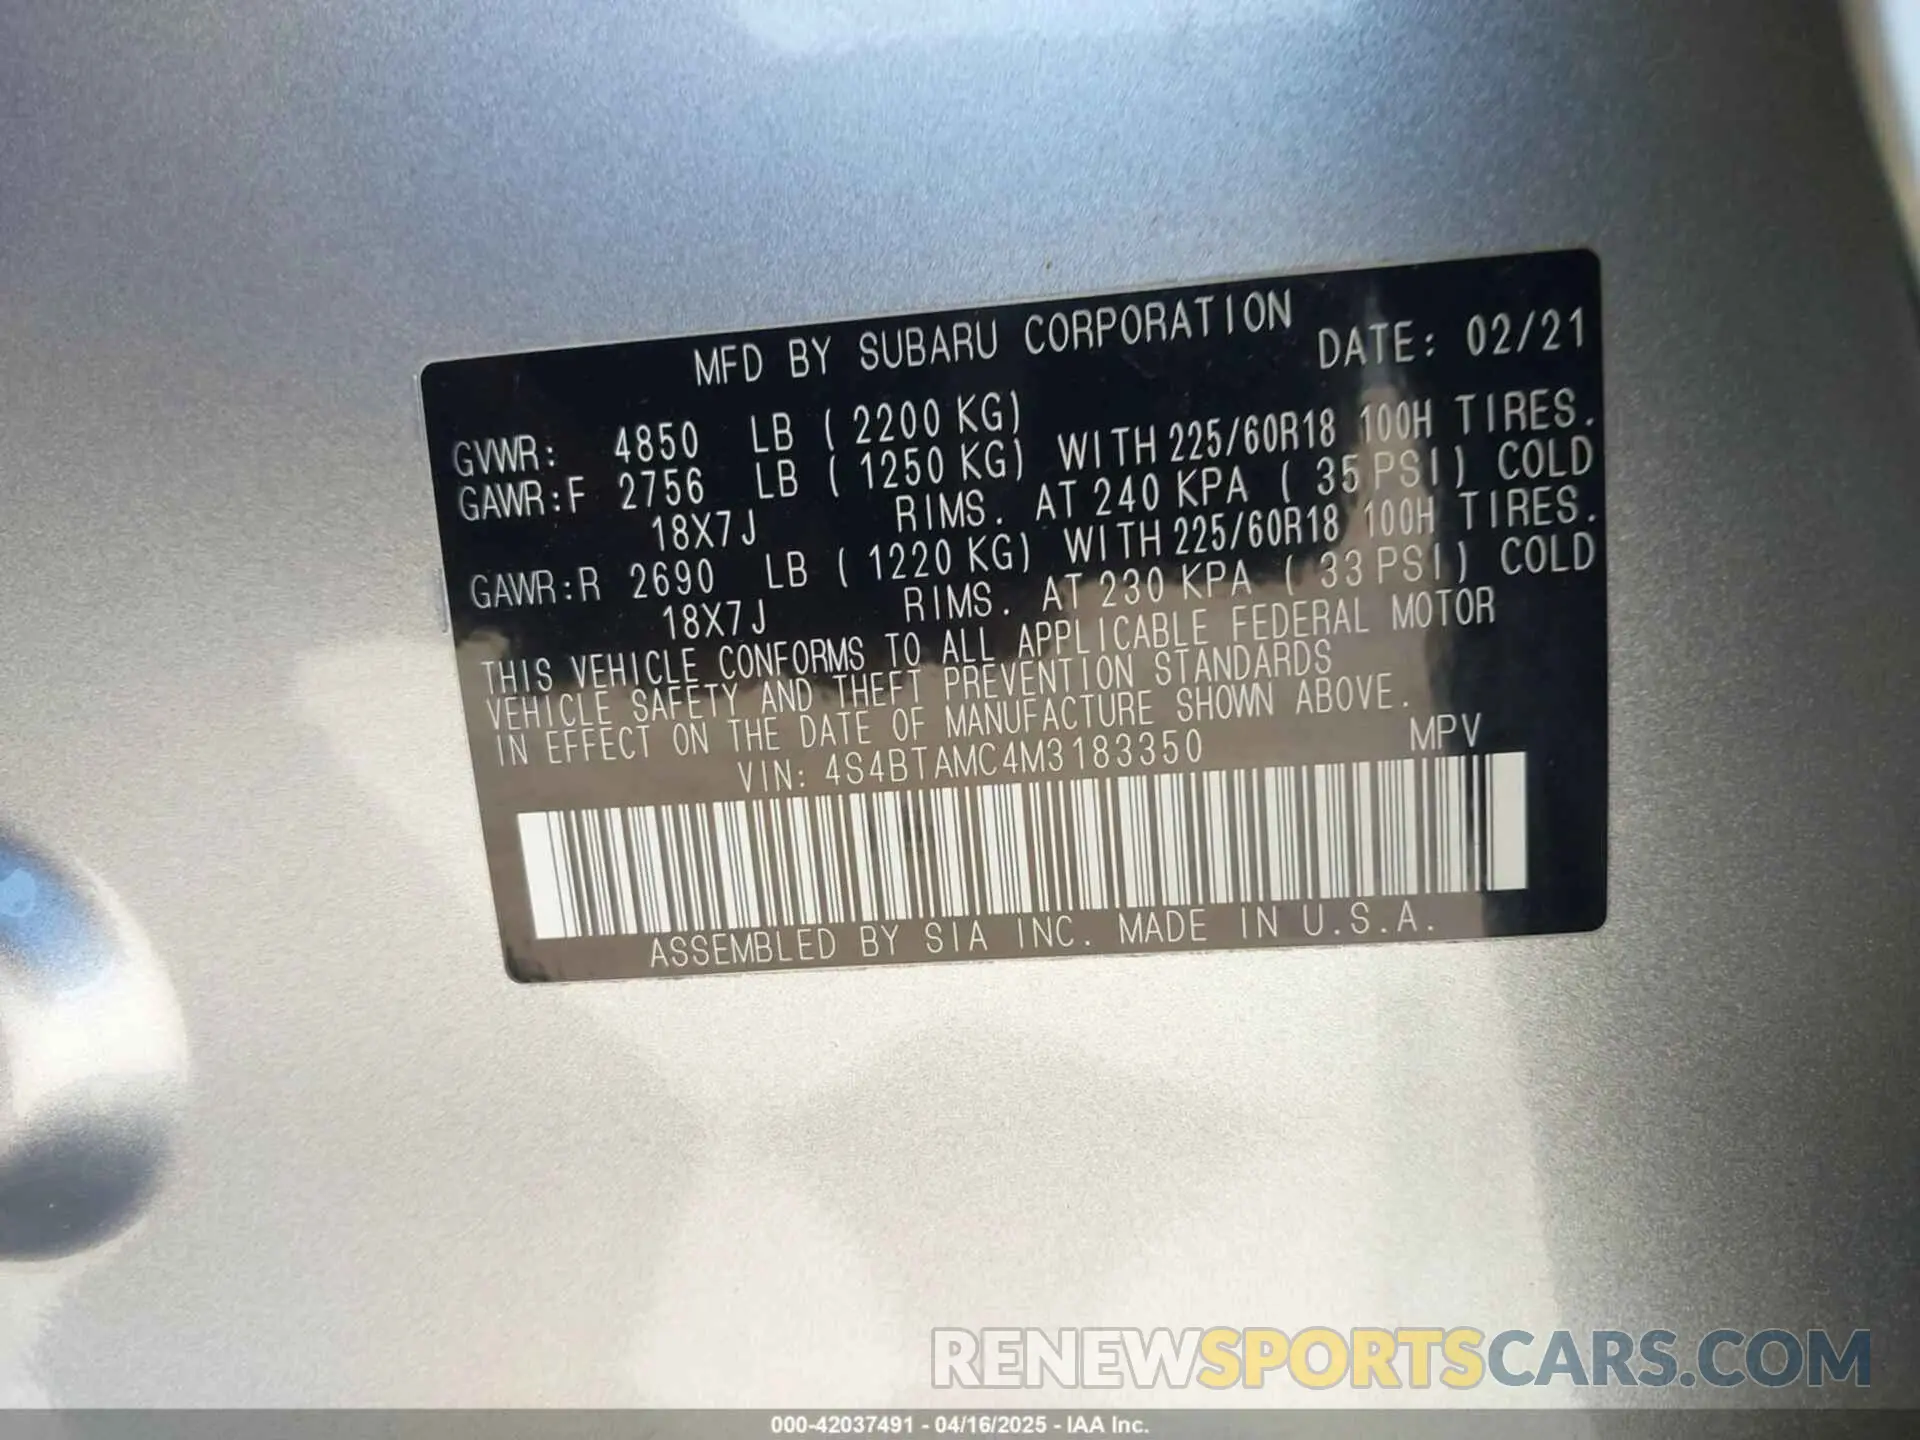 MFD BY SUBARU CORPORATION DATE: 02/21
GVWR: 4850 LB ( 2200 KG)
GAWR:F 2756 LB ( 1250 KG) WITH 225/60R18 100H TIRES.
18X7J RIMS. AT 240 KPA ( 35 PSI) COLD
GAWR:R 2690 LB ( 1220 KG) WITH 225/60R18 100H TIRES.
18X7J RIMS. AT 230 KPA ( 33 PSI) COLD
THIS VEHICLE CONFORMS TO ALL APPLICABLE FEDERAL MOTOR
VEHICLE SAFETY AND THEFT PREVENTION STANDARDS
IN EFFECT ON THE DATE OF MANUFACTURE SHOWN ABOVE.
VIN: 4S4BTAMC4M3183350 MPV
ASSEMBLED BY SIA INC. MADE IN U.S.A.
RENEWSPORTSCARS.COM
000-42037491 - 04/16/2025 - IAA Inc.